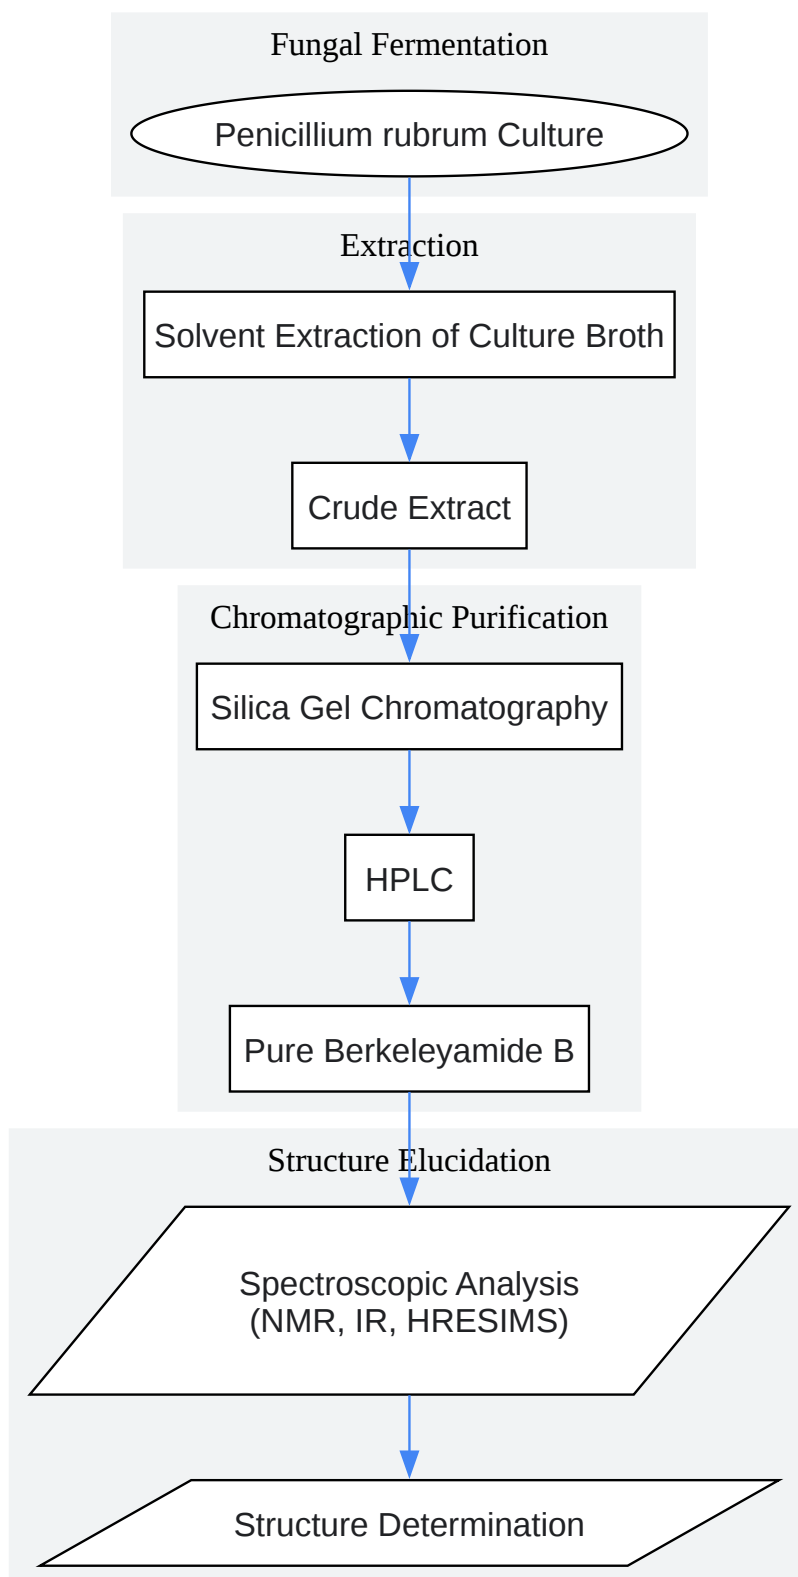 Fungal Fermentation
Penicillium rubrum Culture
Extraction
Solvent Extraction of Culture Broth
Crude Extract
Chromatographic Purification
Silica Gel Chromatography
HPLC
Pure Berkeleyamide B
Structure Elucidation
Spectroscopic Analysis
(NMR, IR, HRESIMS)
Structure Determination